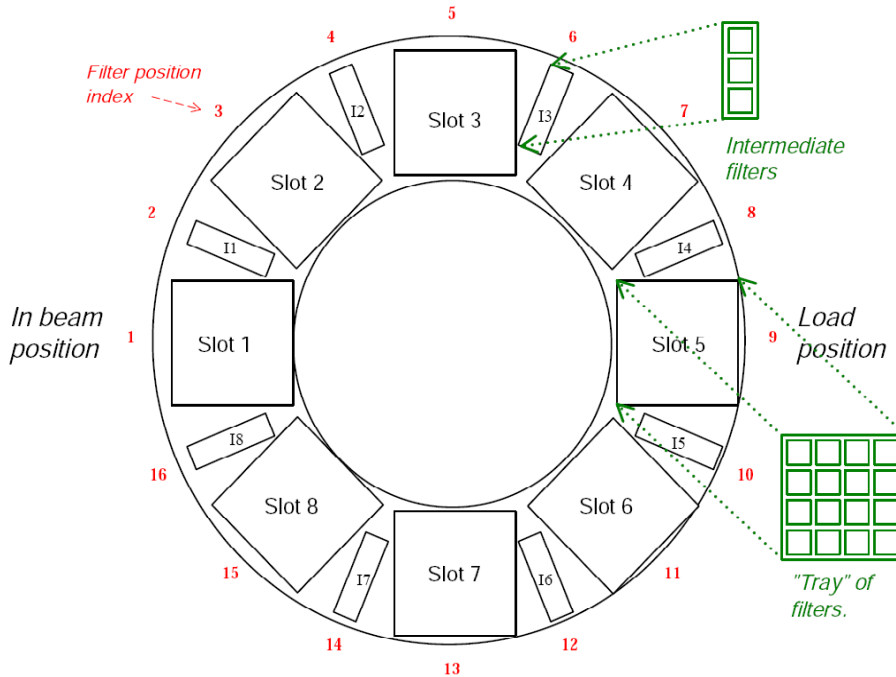 5
4
6
Filter position
index
3
7
I2
Slot 3
I3
Intermediate
filters
Slot 2
Slot 4
2
8
I1
I4
In beam
position
1
Slot 1
Slot 5
9
Load
position
I8
I5
16
10
Slot 8
Slot 6
15
11
Slot 7
I7
I6
"Tray" of
filters.
14
12
13